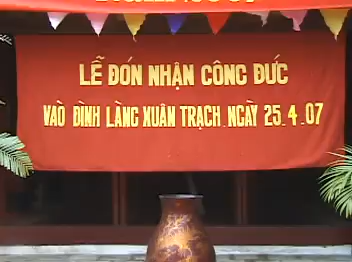 LỄ ĐÓN NHẬN CÔNG ĐỨC
VÀO ĐÌNH LÀNG XUÂN TRẠCH NGÀY 25.4.07